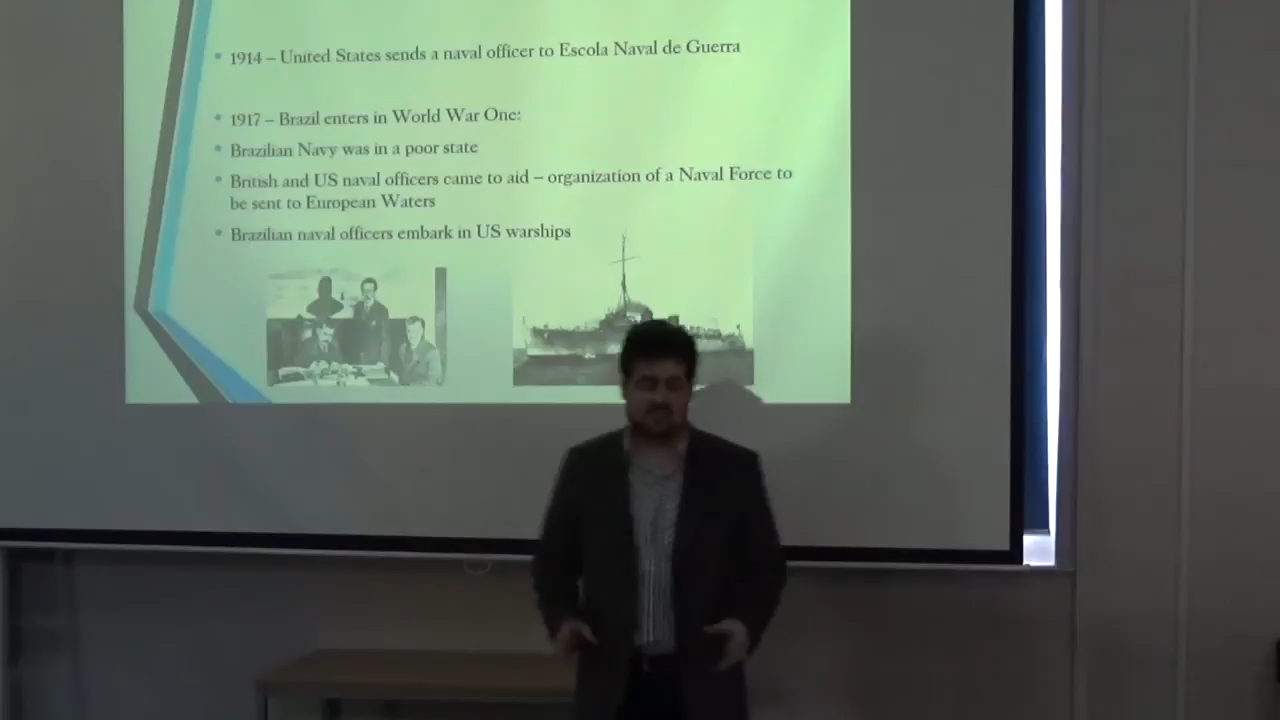 1914 – United States sends a naval officer to Escola Naval de Guerra
1917 – Brazil enters in World War One:
Brazilian Navy was in a poor state
British and US naval officers came to aid – organization of a Naval Force to
be sent to European Waters
Brazilian naval officers embark in US warships